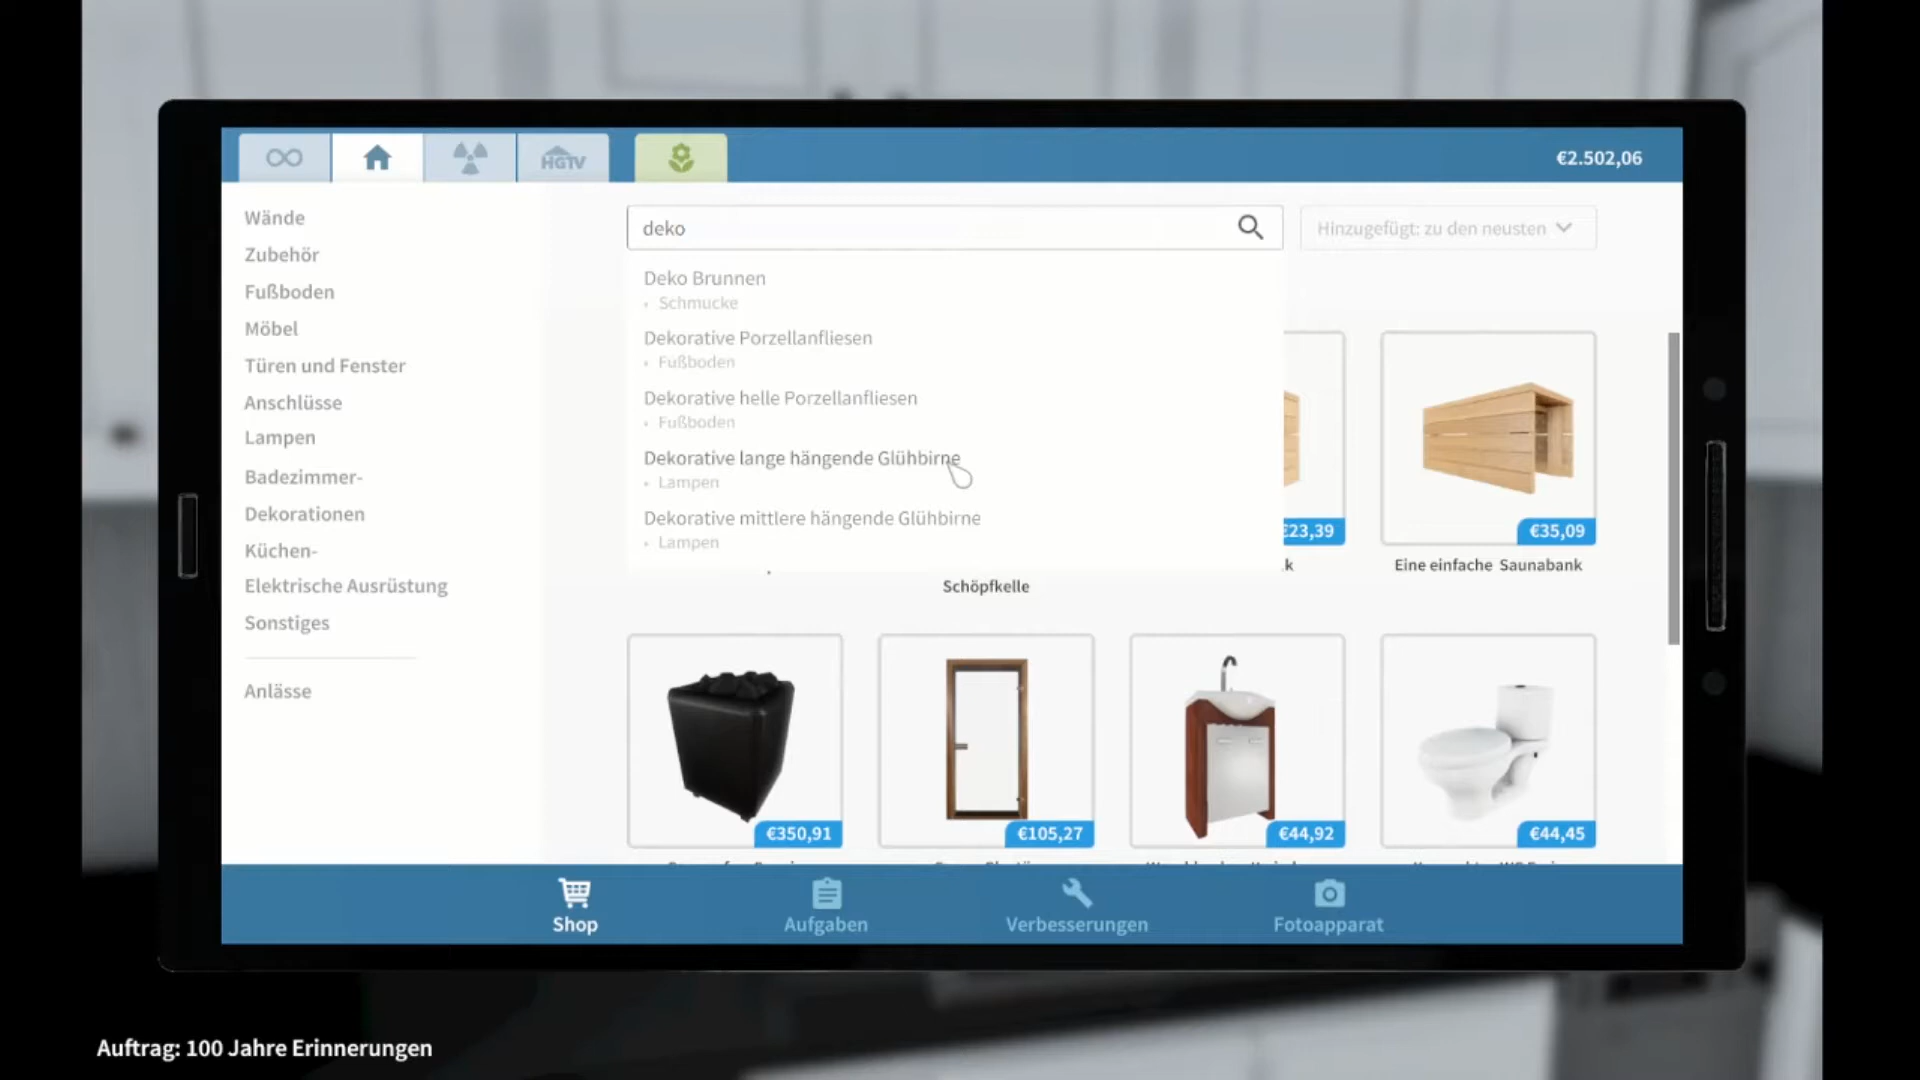 HGTV
€2.502,06
Wände
Zubehör
Fußboden
Möbel
Türen und Fenster
Anschlüsse
Lampen
Badezimmer-
Dekorationen
Küchen-
Elektrische Ausrüstung
Sonstiges
Anlässe
deko
Hinzugefügt: zu den neusten
Deko Brunnen
Schmucke
Dekorative Porzellanfliesen
Fußboden
Dekorative helle Porzellanfliesen
Fußboden
Dekorative lange hängende Glühbirne
Lampen
Dekorative mittlere hängende Glühbirne
Lampen
€23,39
€35,09
Eine einfache Saunabank
Schöpfkelle
€350,91
€105,27
€44,92
€44,45
Shop
Aufgaben
Verbesserungen
Fotoapparat
Auftrag: 100 Jahre Erinnerungen